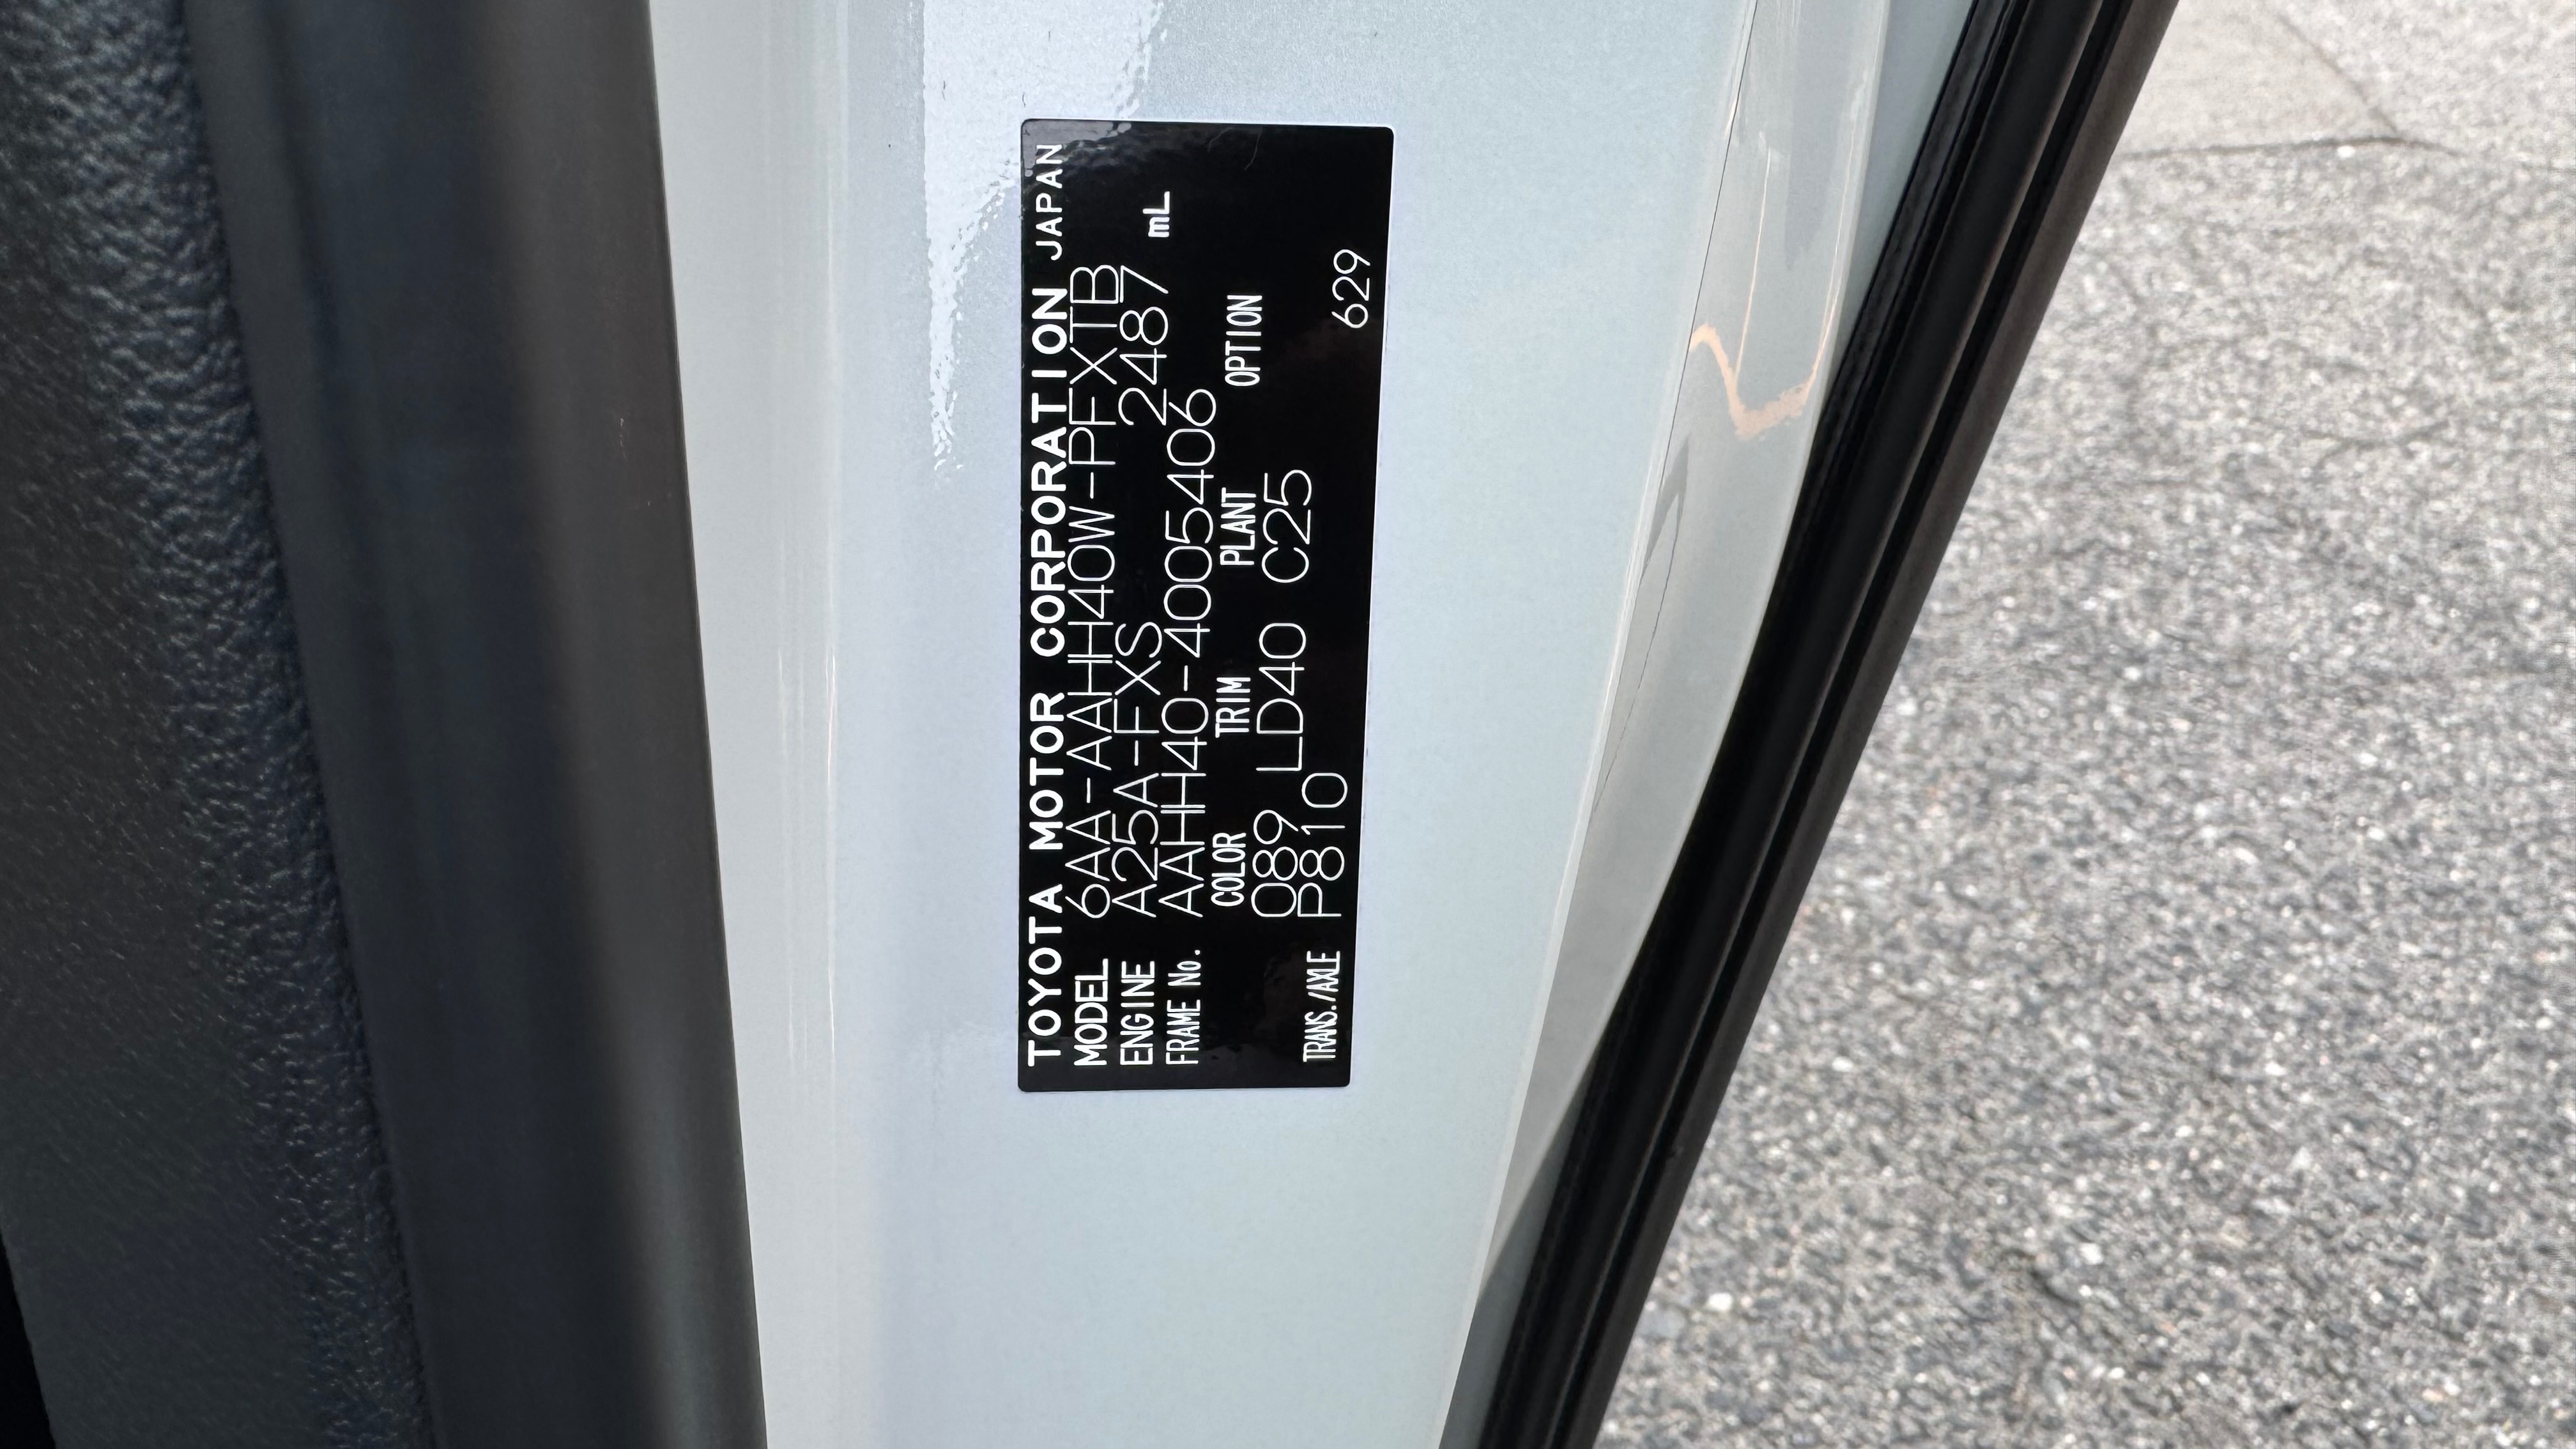 TOYOTA MOTOR CORPORATION JAPAN
MODEL 6AA-AAHH40W-PFXTB
ENGINE A25A-FXS 2487 mL
FRAME No. AAHH40-4005406
COLOR TRIM PLANT OPTION
089 LD40 C25
TRANS./AXLE P810 629